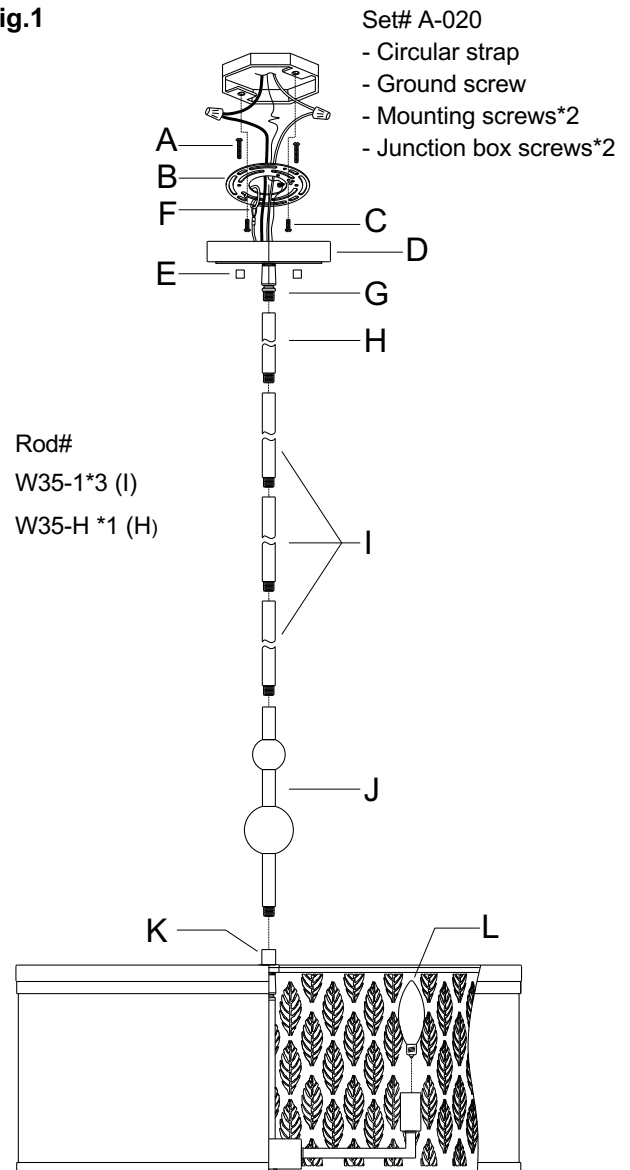 ig.1
Set# A-020
- Circular strap
- Ground screw
- Mounting screws*2
- Junction box screws*2
A
B
F
C
D
E
G
H
Rod#
W35-1*3 (I)
W35-H *1 (H)
I
J
K
L